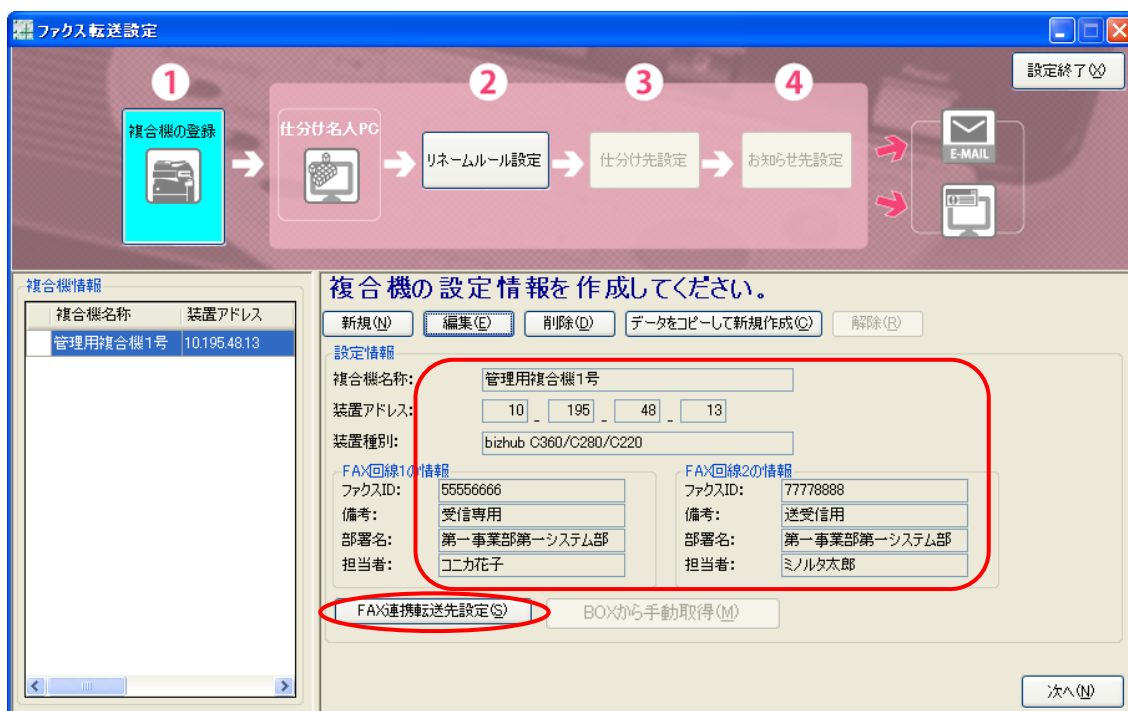 ファクス転送設定
設定終了(X)
1
2
3
4
複合機の登録
仕分け名人PC
リネームルール設定
仕分け先設定
お知らせ先設定
E-MAIL
複合機情報
複合機名称 装置アドレス
管理用複合機1号 10.195.48.13
複合機の設定情報を作成してください。
新規(N) 編集(E) 削除(D) データをコピーして新規作成(C) 解除(R)
設定情報
複合機名称: 管理用複合機1号
装置アドレス: 10 . 195 . 48 . 13
装置種別: bizhub C360/C280/C220
FAX回線1の情報
ファクスID: 55556666
備考: 受信専用
部署名: 第一事業部第一システム部
担当者: コニカ花子
FAX回線2の情報
ファクスID: 77778888
備考: 送受信用
部署名: 第一事業部第一システム部
担当者: ミノルタ太郎
FAX連携転送先設定(S) BOXから手動取得(M)
次へ(N)